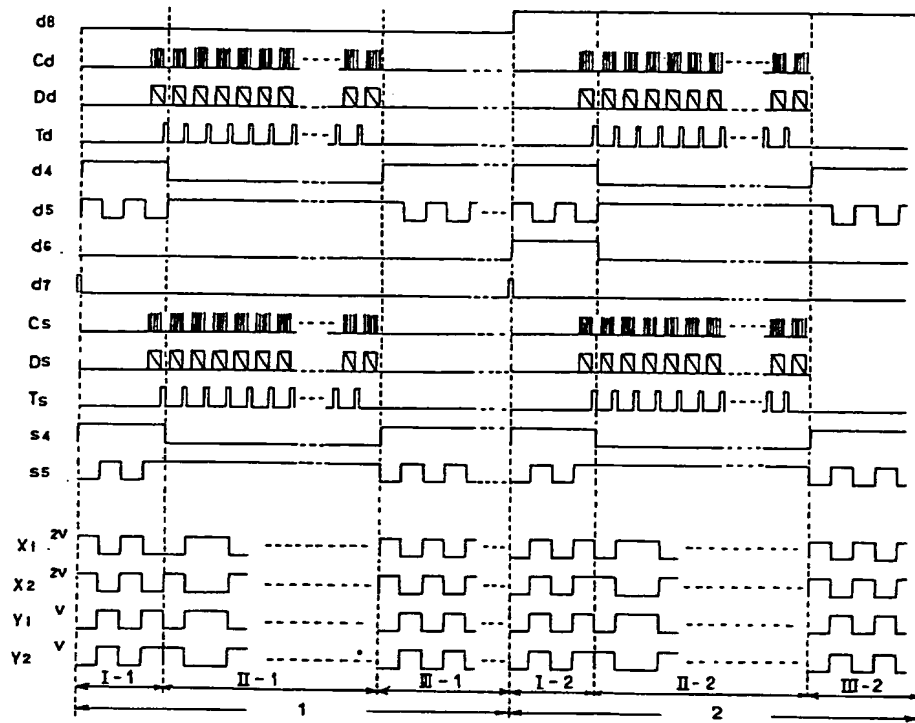 d8
Cd
Dd
Td
d4
d5
d6
d7
Cs
Ds
Ts
s4
s5
X1 2V
X2 2V
Y1 V
Y2 V
I-1 II-1 III-1 I-2 II-2 III-2
1 2